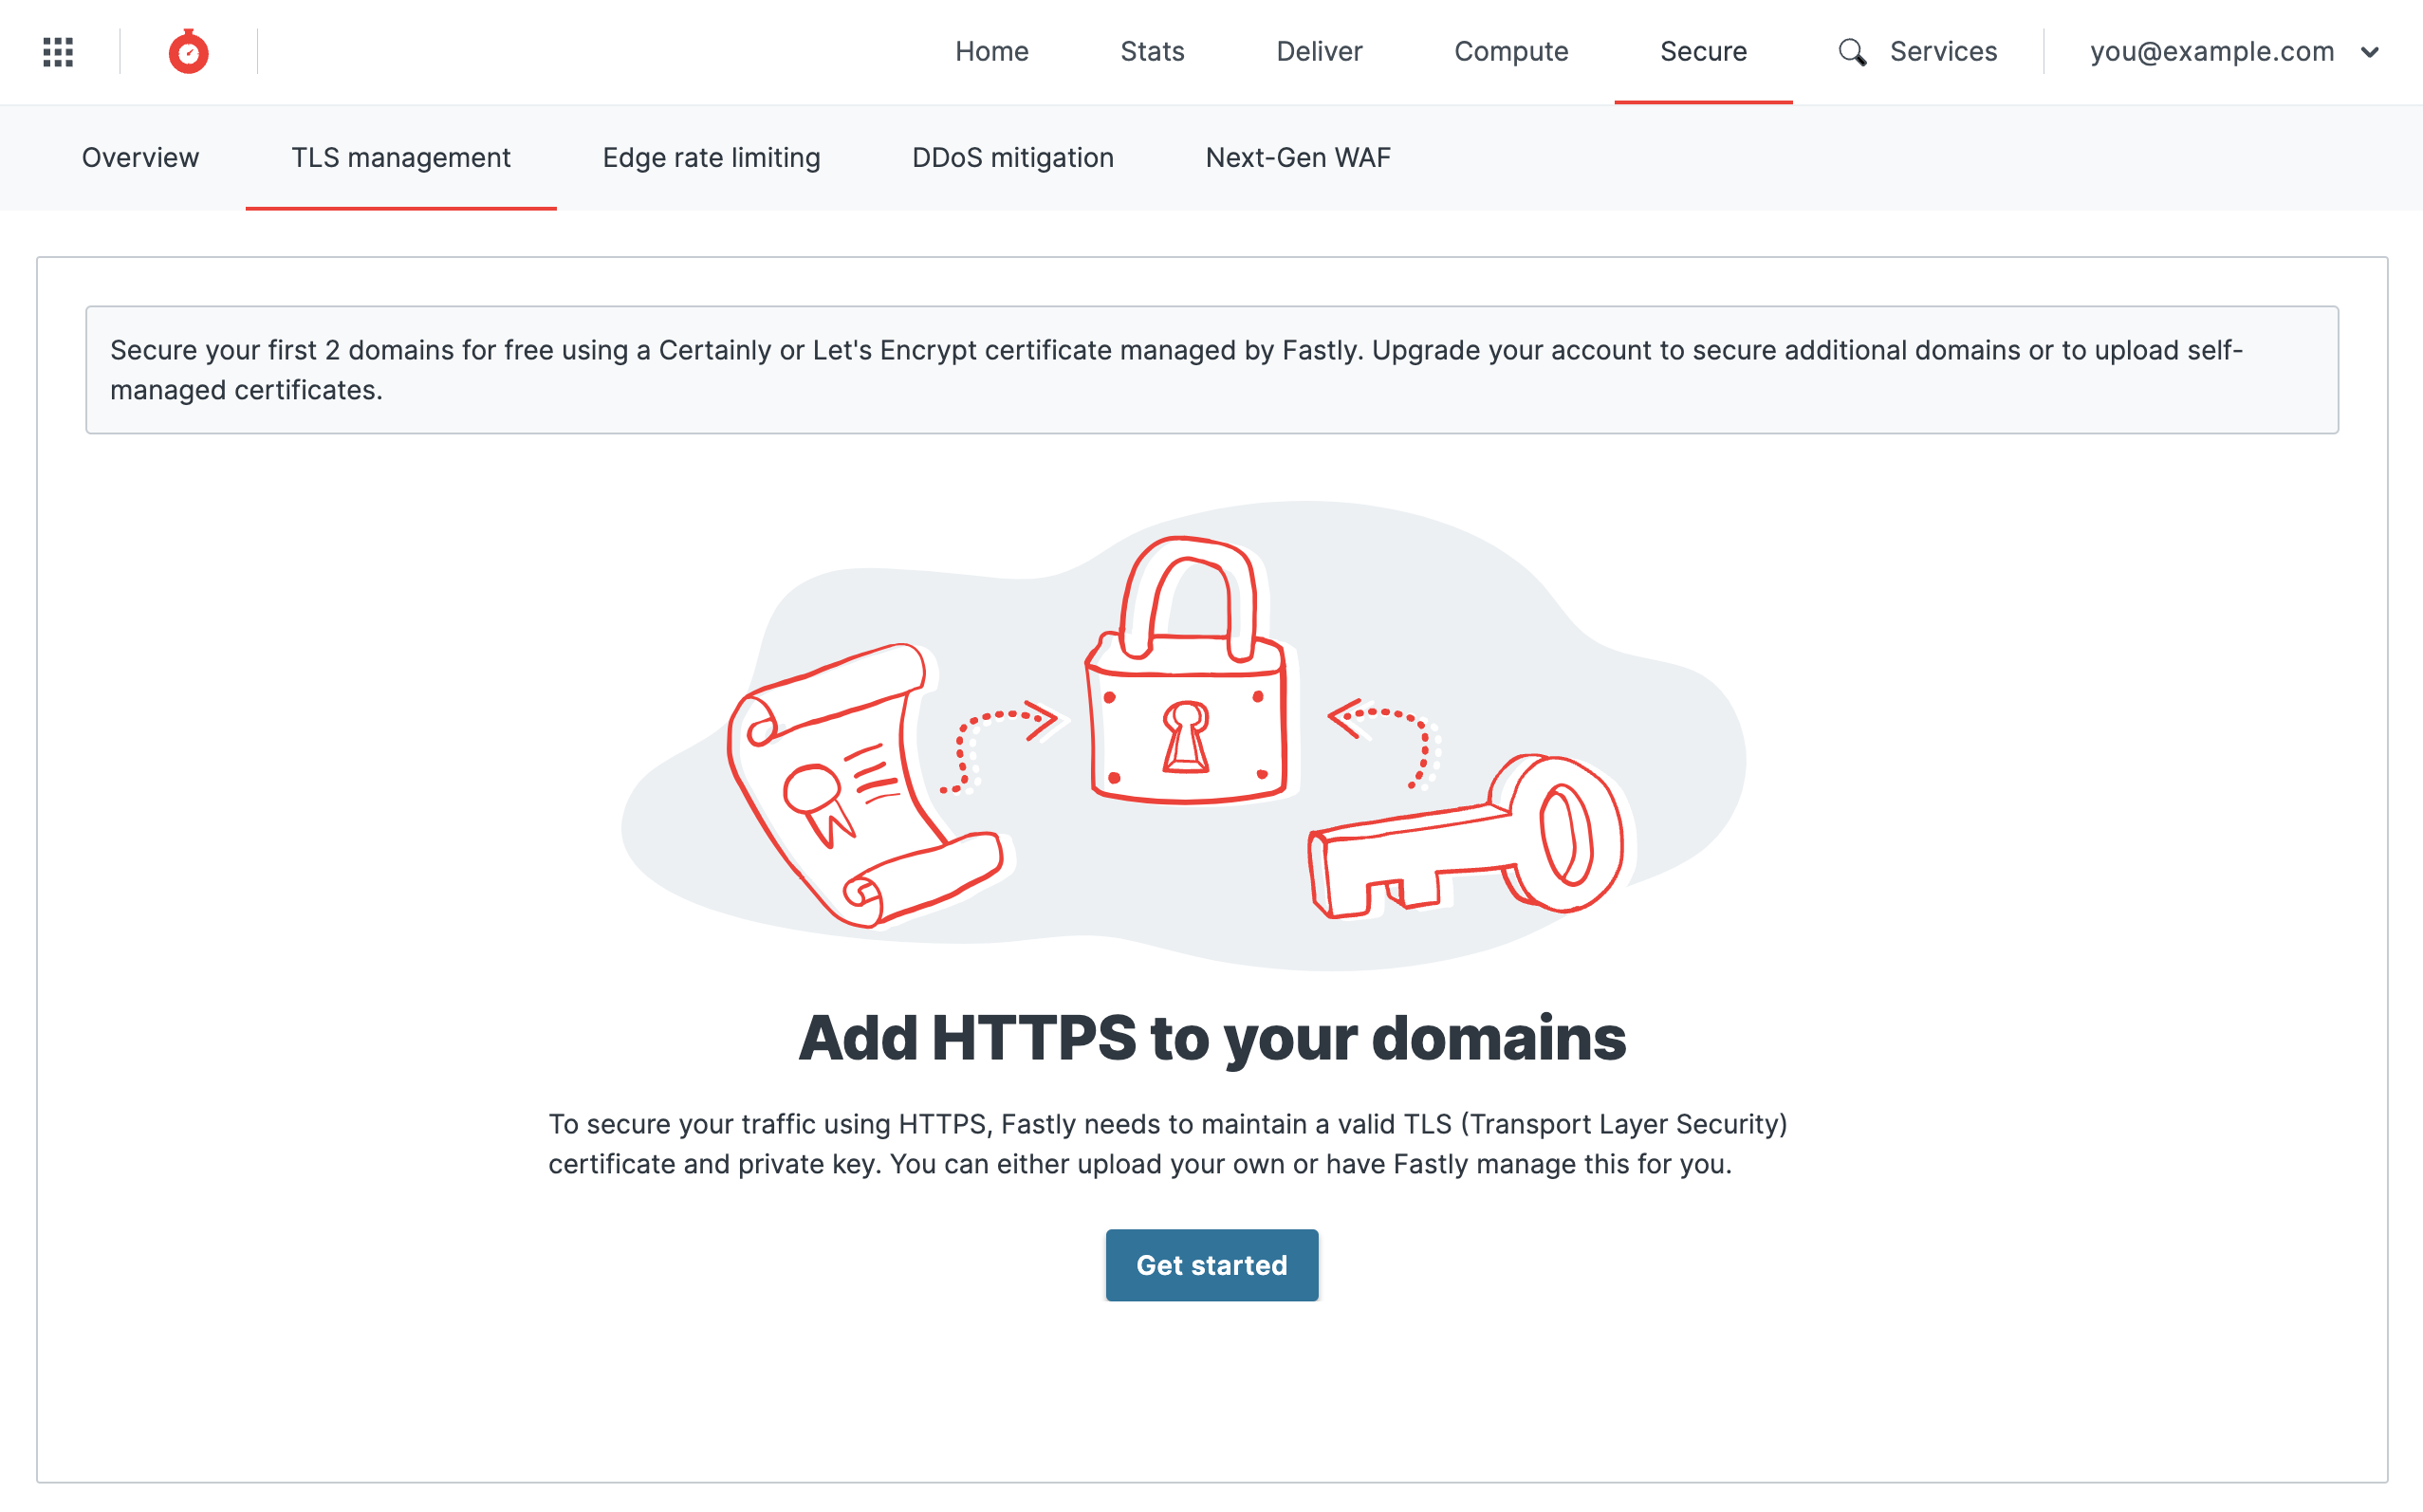 Home Stats Deliver Compute Secure Services you@example.com
Overview TLS management Edge rate limiting DDoS mitigation Next-Gen WAF
Secure your first 2 domains for free using a Certainly or Let's Encrypt certificate managed by Fastly. Upgrade your account to secure additional domains or to upload self-
managed certificates.
Add HTTPS to your domains
To secure your traffic using HTTPS, Fastly needs to maintain a valid TLS (Transport Layer Security)
certificate and private key. You can either upload your own or have Fastly manage this for you.
Get started